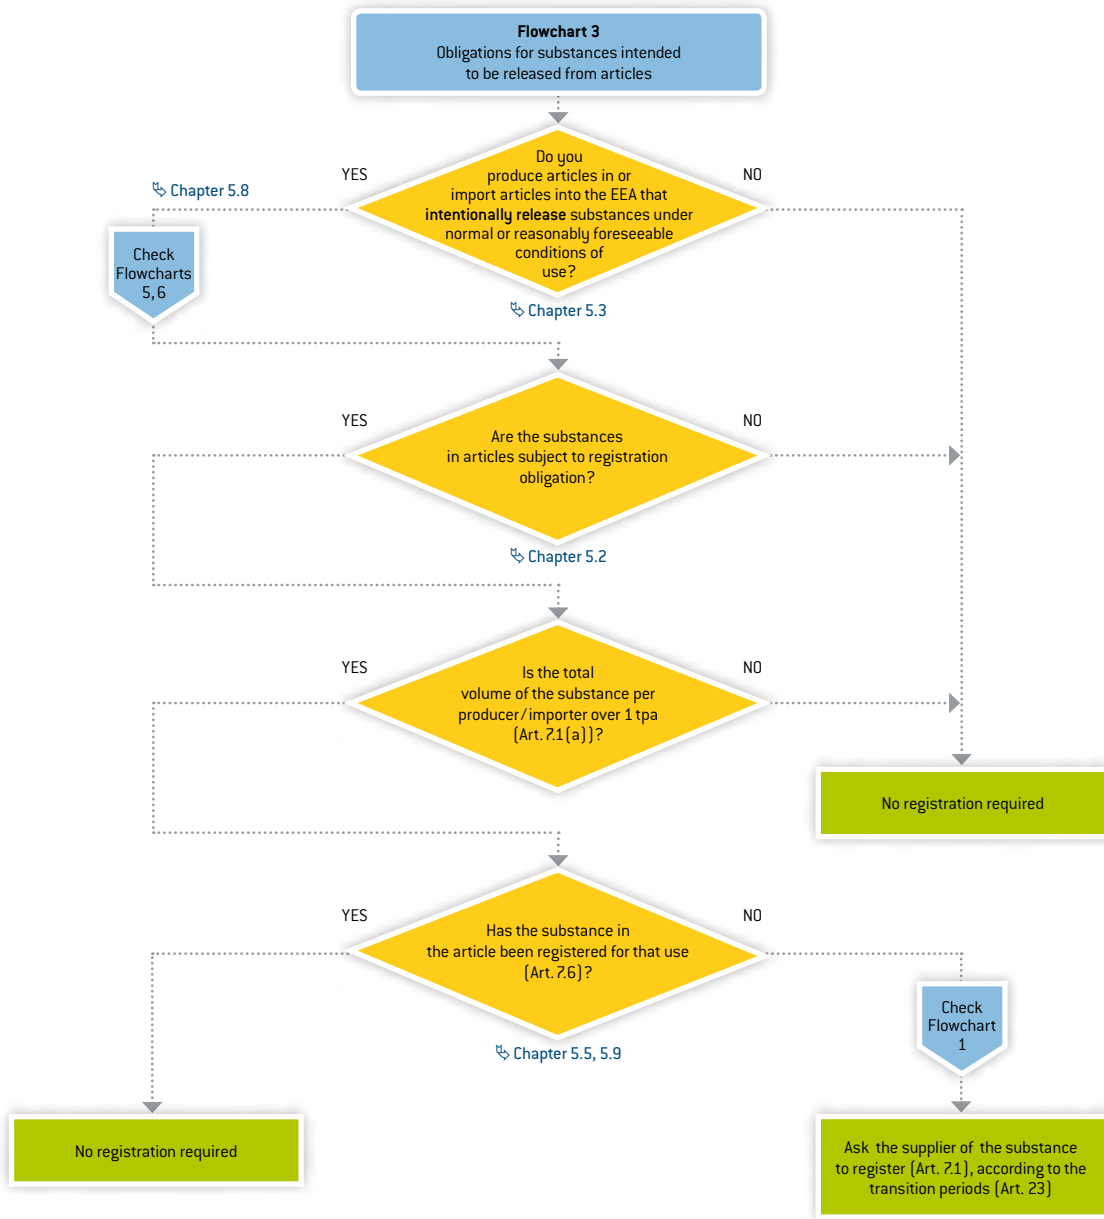 Flowchart 3
Obligations for substances intended
to be released from articles
YES
Do you
produce articles in or
import articles into the EEA that
intentionally release substances under
normal or reasonably foreseeable
conditions of
use?
NO
Chapter 5.8
Check
Flowcharts
5, 6
Chapter 5.3
YES
Are the substances
in articles subject to registration
obligation?
NO
Chapter 5.2
YES
Is the total
volume of the substance per
producer/importer over 1 tpa
(Art. 7.1 (a))?
NO
No registration required
YES
Has the substance in
the article been registered for that use
(Art. 7.6)?
NO
Chapter 5.5, 5.9
Check
Flowchart
1
No registration required
Ask the supplier of the substance
to register (Art. 7.1), according to the
transition periods (Art. 23)